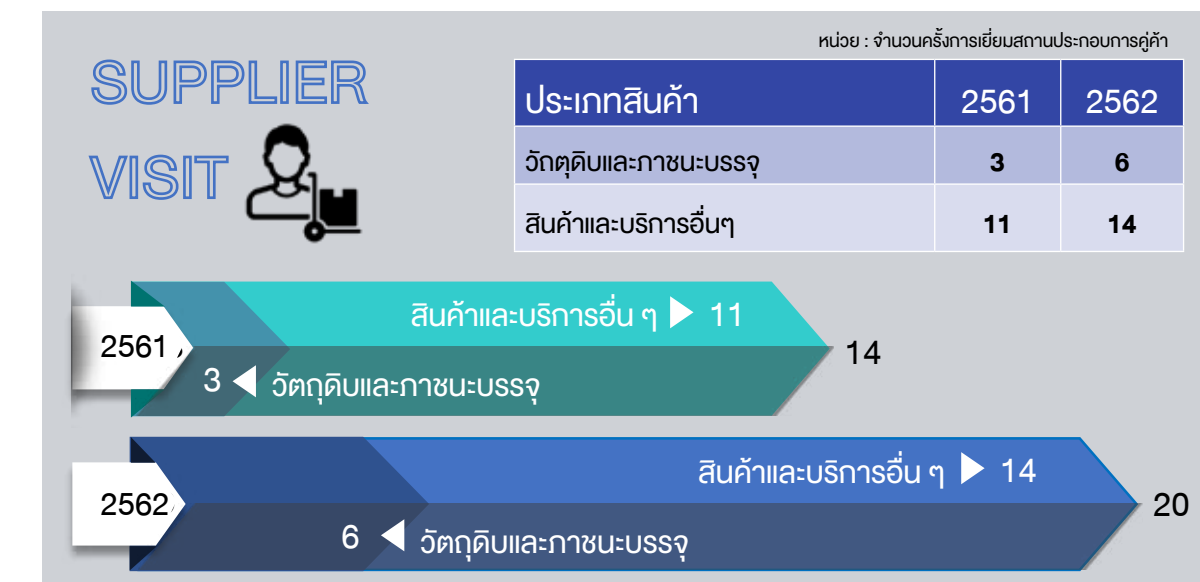 หน่วย : จำนวนครั้งการเยี่ยมสถานประกอบการคู่ค้า
SUPPLIER
VISIT
ประเภทสินค้า 2561 2562
วัถตุดิบและภาชนะบรรจุ 3 6
สินค้าและบริการอื่นๆ 11 14
2561
สินค้าและบริการอื่น ๆ ▶ 11
3 ◀ วัตถุดิบและภาชนะบรรจุ
14
2562
สินค้าและบริการอื่น ๆ ▶ 14
6 ◀ วัตถุดิบและภาชนะบรรจุ
20